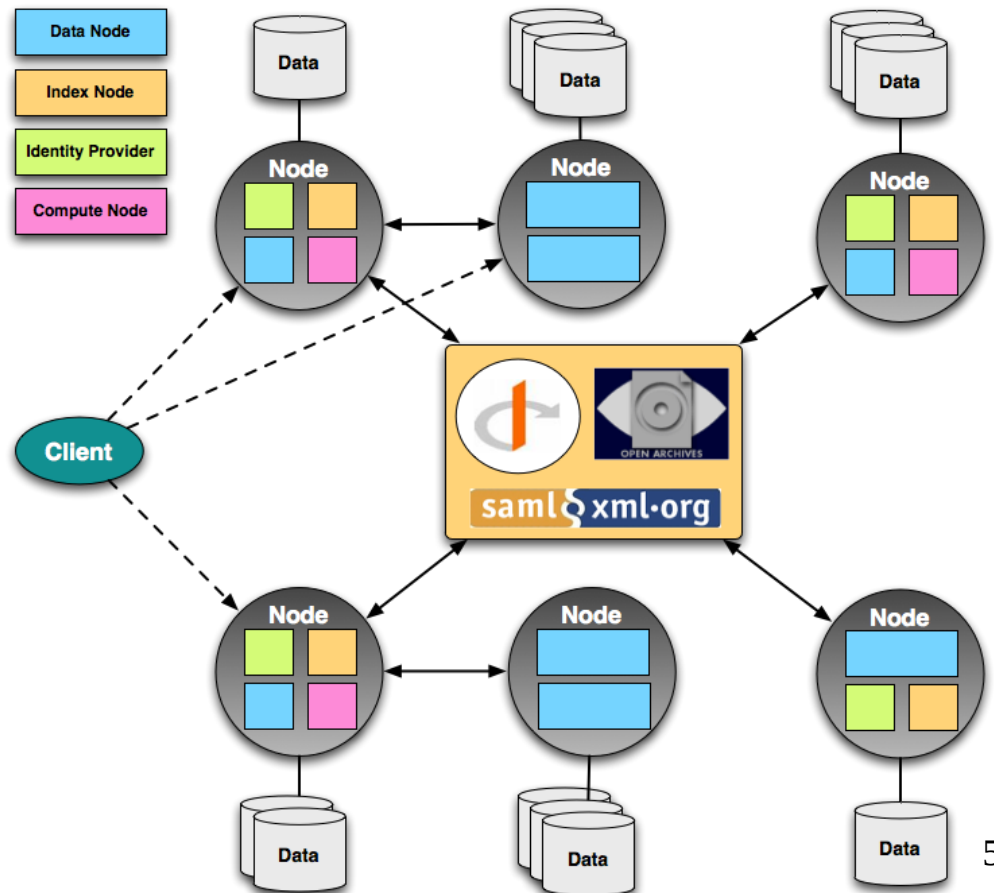 Data Node
Index Node
Identity Provider
Compute Node
Data
Data
Data
Node
Node
Node
Client
OPEN ARCHIVES
saml xml·org
Node
Node
Node
Data
Data
Data
5